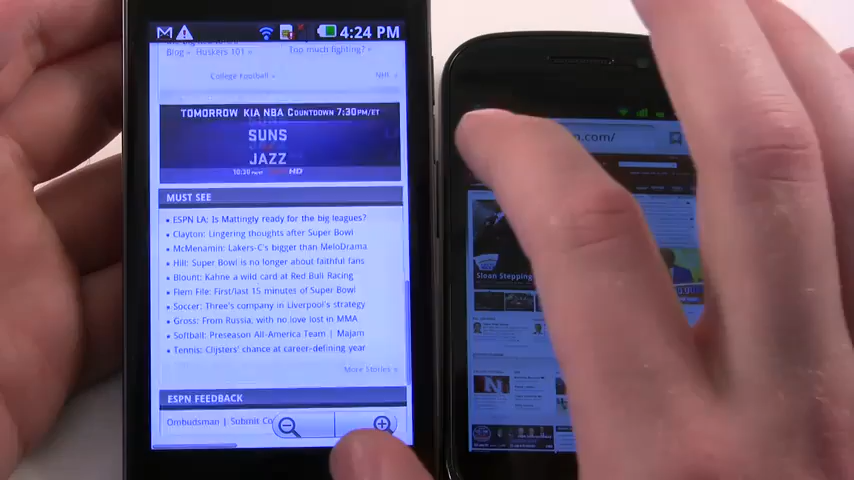 4:24 PM
Blog » Huskers 101 »
Too much fighting? »
College Football »
NHL »
TOMORROW KIA NBA COUNTDOWN 7:30PM/ET
SUNS
JAZZ
HD
MUST SEE
ESPN LA: Is Mattingly ready for the big leagues?
Clayton: Lingering thoughts after Super Bowl
McMenamin: Lakers-C's bigger than MeloDrama
Hill: Super Bowl is no longer about faithful fans
Blount: Kahne a wild card at Red Bull Racing
Flem File: First/last 15 minutes of Super Bowl
Soccer: Three's company in Liverpool's strategy
Gross: From Russia, with no love lost in MMA
Softball: Preseason All-America Team | Majam
Tennis: Clijsters' chance at career-defining year
More Stories »
ESPN FEEDBACK
Ombudsman | Submit Co
.com/
Slean Stepping
N